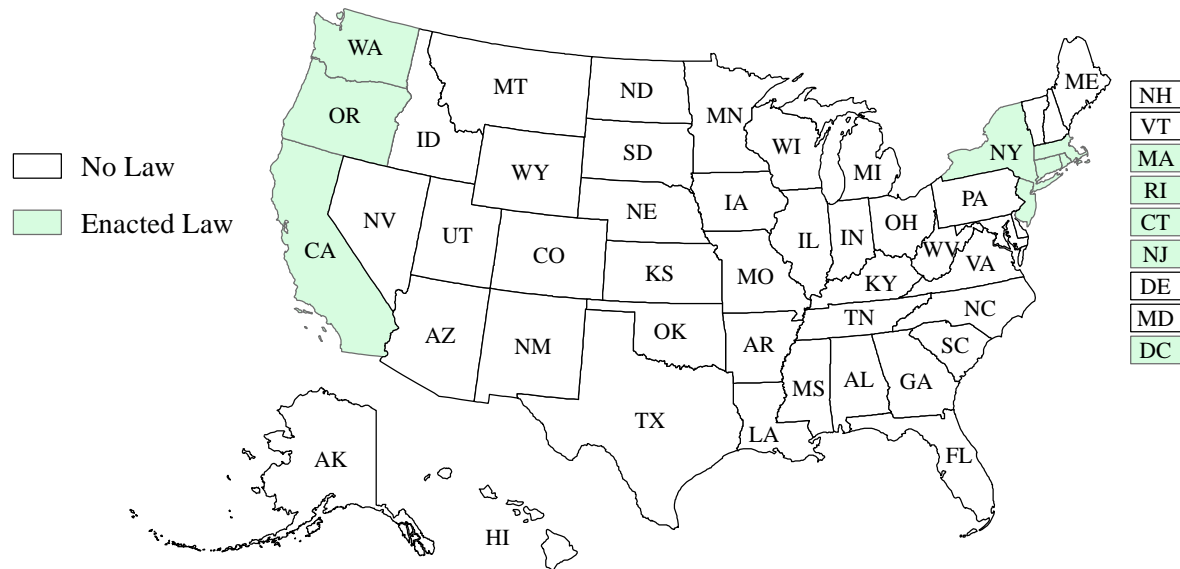 WA
MT
ND
MN
ME
OR
ID
SD
WI
MI
NY
WY
IA
PA
NE
NV
UT
CO
IL
IN
OH
WV
VA
CA
KS
MO
KY
NC
TN
AZ
NM
OK
AR
SC
MS
AL
GA
TX
LA
FL
AK
HI
No Law
Enacted Law
NH
VT
MA
RI
CT
NJ
DE
MD
DC